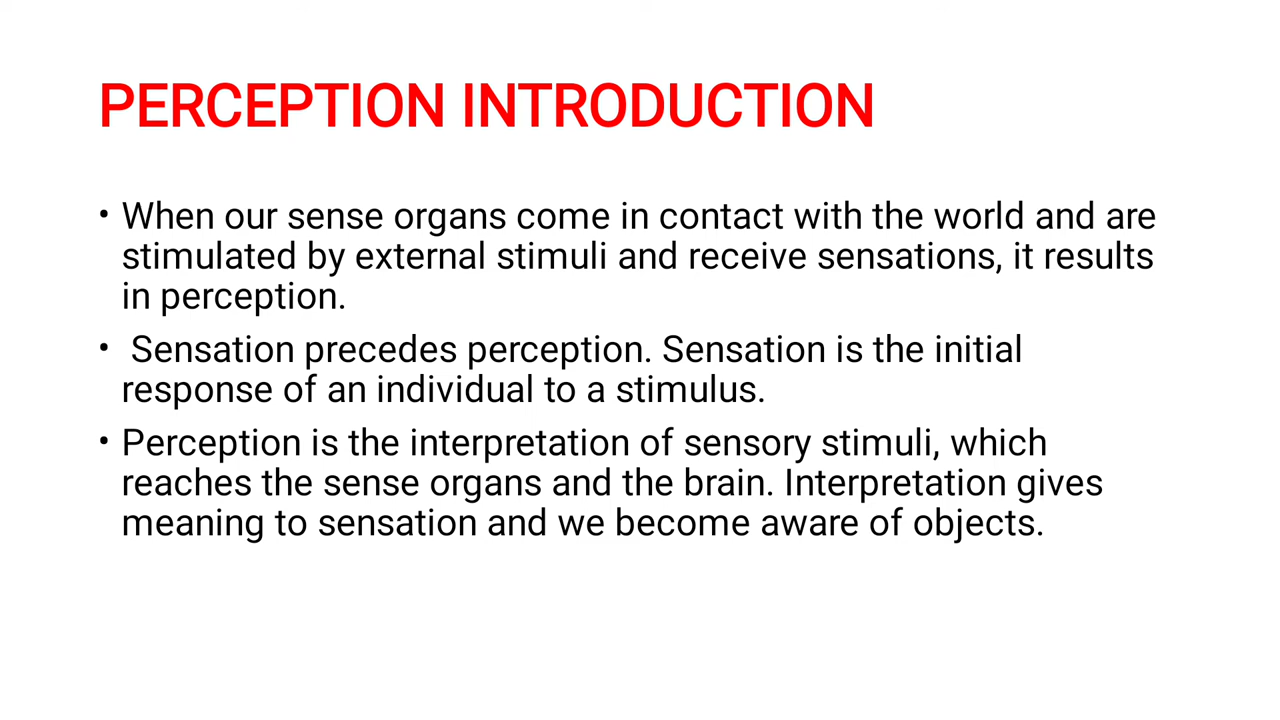 PERCEPTION INTRODUCTION
• When our sense organs come in contact with the world and are
stimulated by external stimuli and receive sensations, it results
in perception.
• Sensation precedes perception. Sensation is the initial
response of an individual to a stimulus.
• Perception is the interpretation of sensory stimuli, which
reaches the sense organs and the brain. Interpretation gives
meaning to sensation and we become aware of objects.